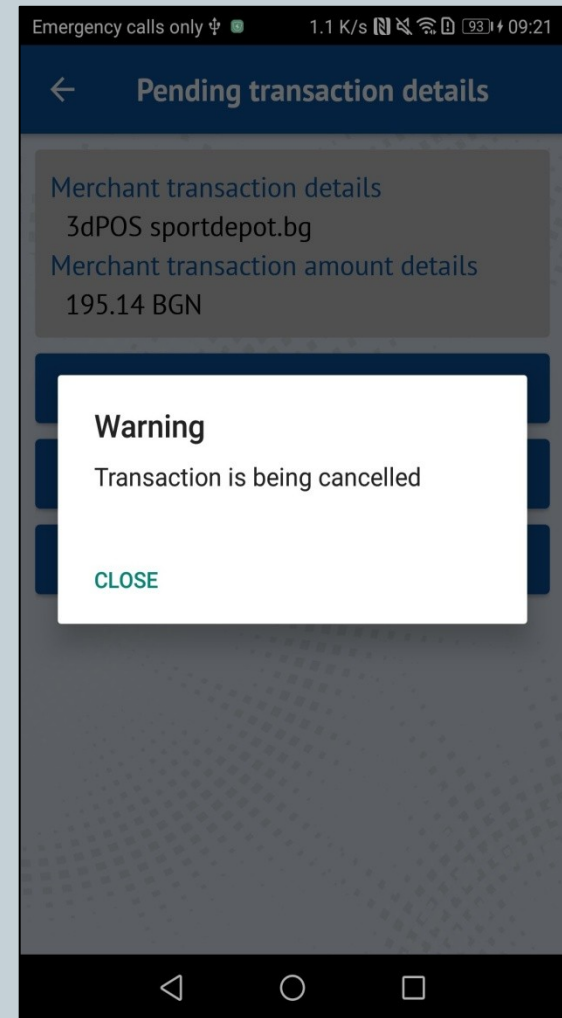 Emergency calls only 1.1 K/s 93 09:21
Pending transaction details
Merchant transaction details
3dPOS sportdepot.bg
Merchant transaction amount details
195.14 BGN
Warning
Transaction is being cancelled
CLOSE